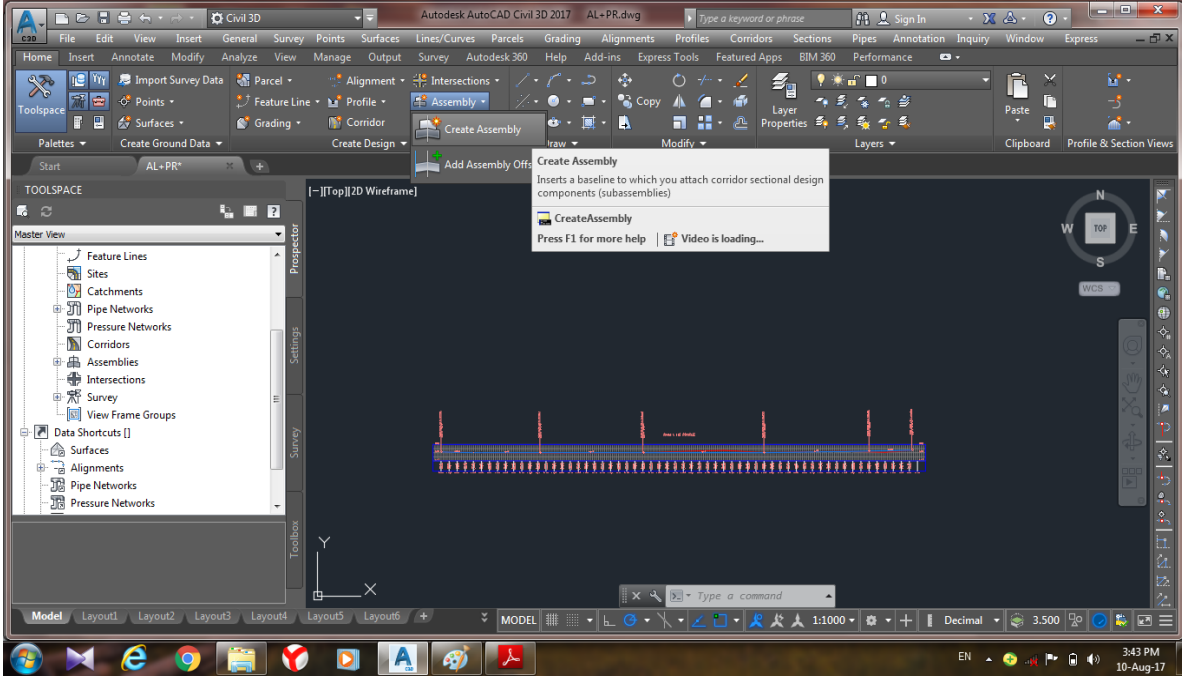 Civil 3D Autodesk AutoCAD Civil 3D 2017 AL+PR.dwg Type a keyword or phrase Sign In
C3D File Edit View Insert General Survey Points Surfaces Lines/Curves Parcels Grading Alignments Profiles Corridors Sections Pipes Annotation Inquiry Window Express
Home Insert Annotate Modify Analyze View Manage Output Survey Autodesk 360 Help Add-ins Express Tools Featured Apps BIM 360 Performance
Toolspace
Import Survey Data Parcel Alignment Intersections
Points Feature Line Profile Assembly Copy
Surfaces Grading Corridor
Layer Properties
0
Paste
Palettes Create Ground Data Create Design Draw Modify Layers Clipboard Profile & Section Views
Create Assembly
Add Assembly Offs
Start AL+PR*
Create Assembly
Inserts a baseline to which you attach corridor sectional design
components (subassemblies)
CreateAssembly
Press F1 for more help Video is loading...
TOOLSPACE
[−][Top][2D Wireframe]
Master View
Feature Lines
Sites
Catchments
Pipe Networks
Pressure Networks
Corridors
Assemblies
Intersections
Survey
View Frame Groups
Data Shortcuts []
Surfaces
Alignments
Pipe Networks
Pressure Networks
Prospector
Settings
Survey
Toolbox
N
W TOP E
S
WCS
Y
X
Type a command
Model Layout1 Layout2 Layout3 Layout4 Layout5 Layout6 +
MODEL 1:1000 Decimal 3.500
EN 3:43 PM
10-Aug-17